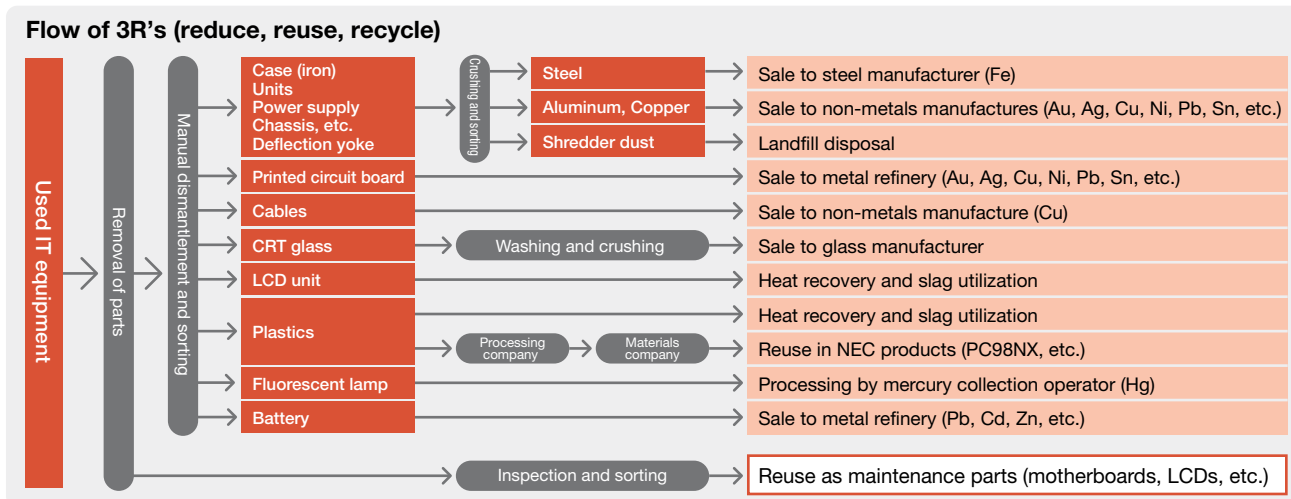 Flow of 3R's (reduce, reuse, recycle)
Used IT equipment
Removal of parts
Manual dismantlement and sorting
Case (iron)
Units
Power supply
Chassis, etc.
Deflection yoke
Crushing and sorting
Steel
Sale to steel manufacturer (Fe)
Aluminum, Copper
Sale to non-metals manufactures (Au, Ag, Cu, Ni, Pb, Sn, etc.)
Shredder dust
Landfill disposal
Printed circuit board
Sale to metal refinery (Au, Ag, Cu, Ni, Pb, Sn, etc.)
Cables
Sale to non-metals manufacture (Cu)
CRT glass
Washing and crushing
Sale to glass manufacturer
LCD unit
Heat recovery and slag utilization
Plastics
Heat recovery and slag utilization
Processing
company
Materials
company
Reuse in NEC products (PC98NX, etc.)
Fluorescent lamp
Processing by mercury collection operator (Hg)
Battery
Sale to metal refinery (Pb, Cd, Zn, etc.)
Inspection and sorting
Reuse as maintenance parts (motherboards, LCDs, etc.)